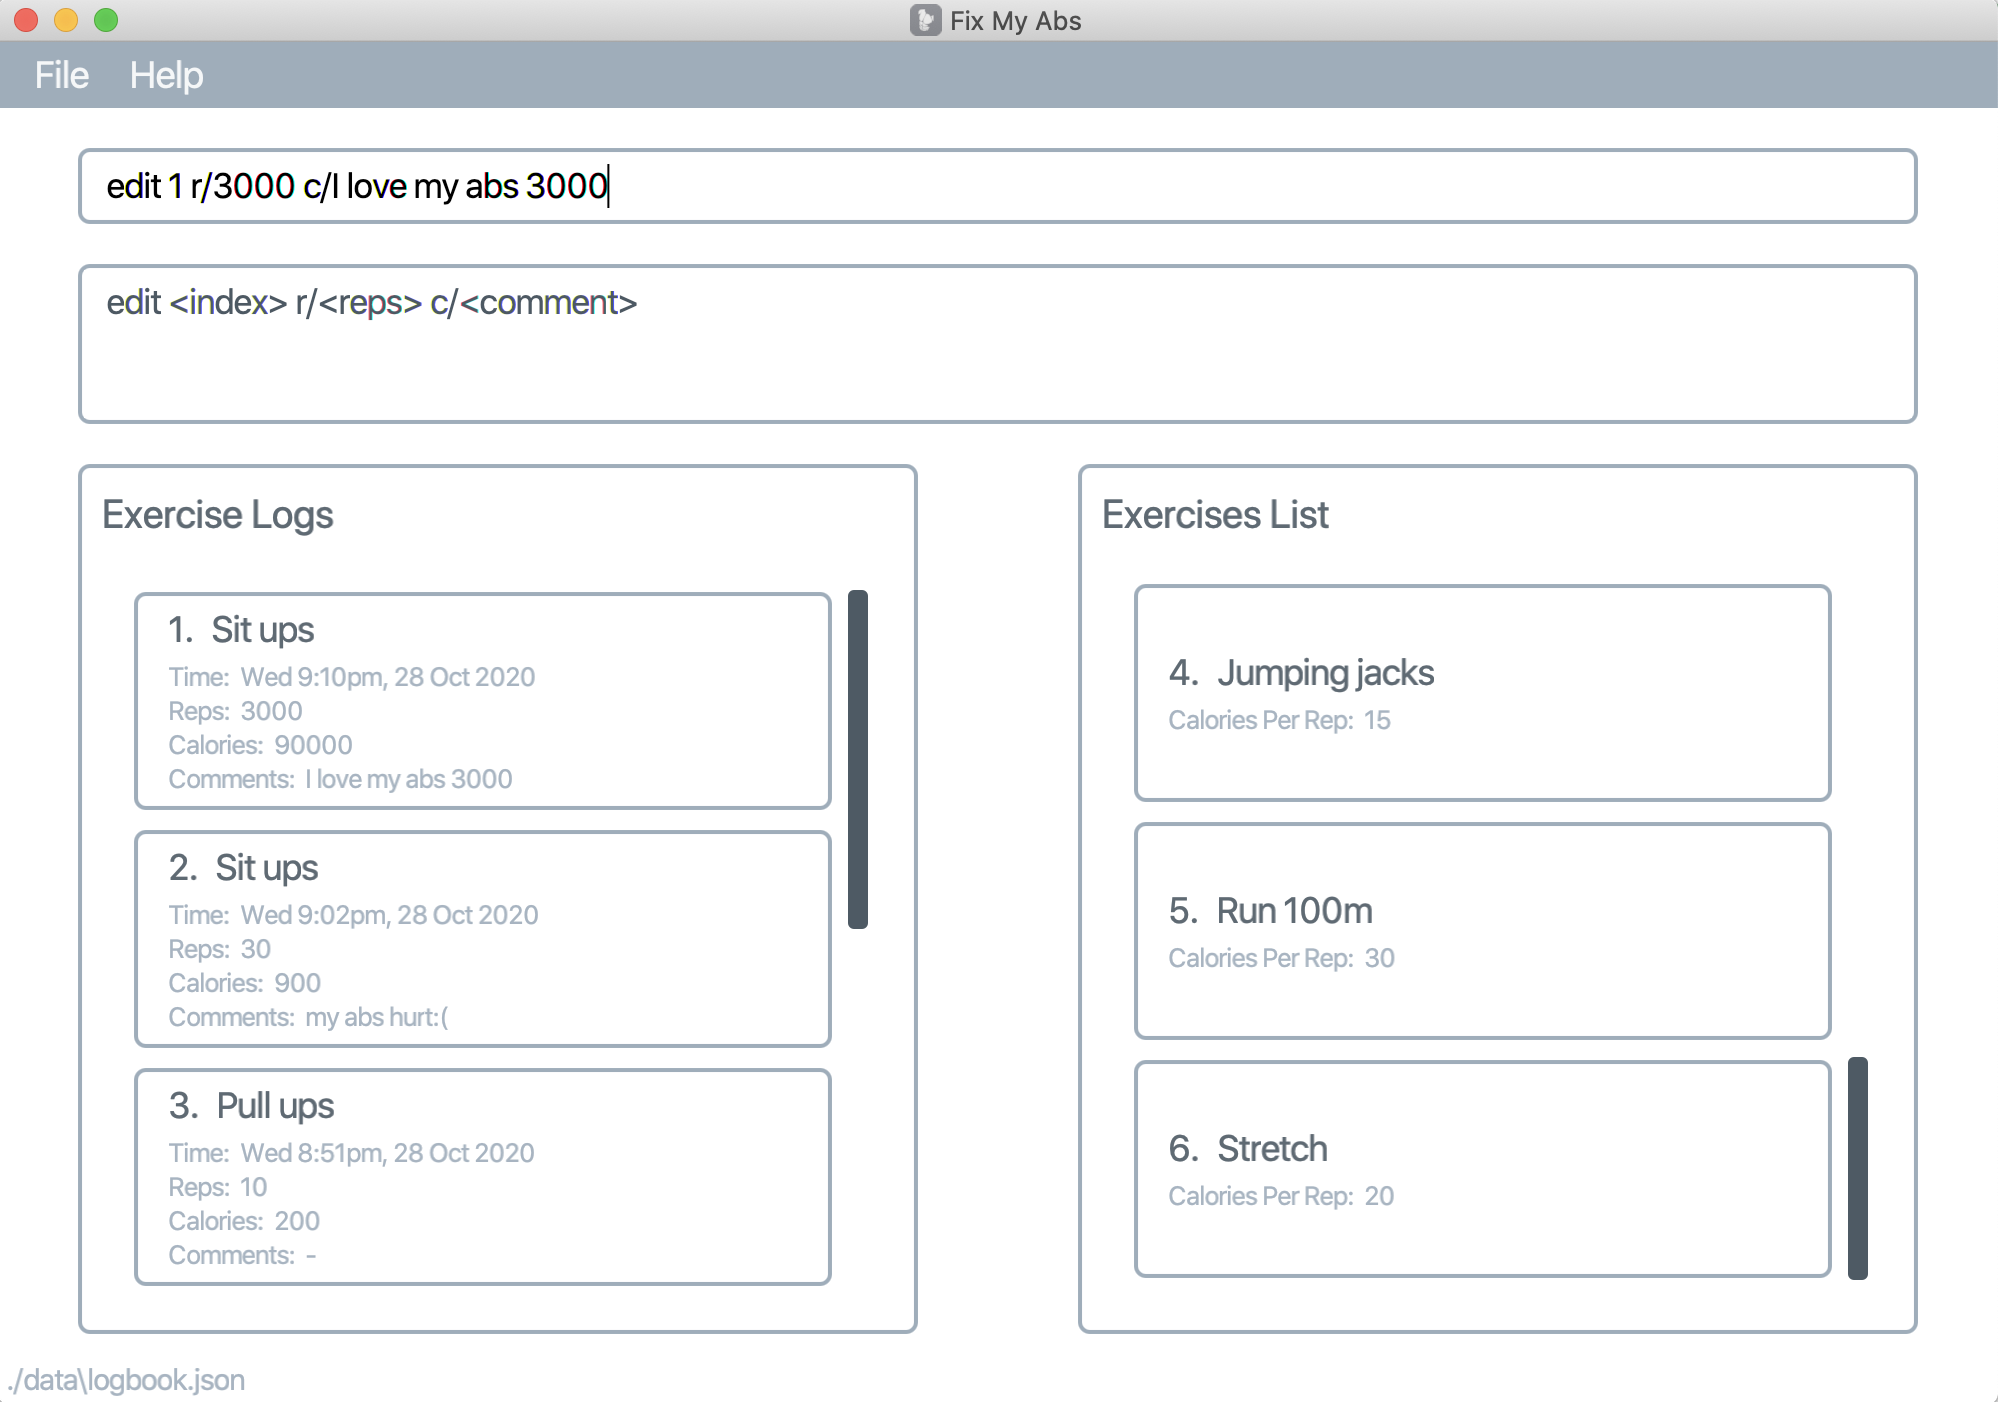 Fix My Abs
File Help
edit 1 r/3000 c/I love my abs 3000
edit <index> r/<reps> c/<comment>
Exercise Logs
1. Sit ups
Time: Wed 9:10pm, 28 Oct 2020
Reps: 3000
Calories: 90000
Comments: I love my abs 3000
2. Sit ups
Time: Wed 9:02pm, 28 Oct 2020
Reps: 30
Calories: 900
Comments: my abs hurt:(
3. Pull ups
Time: Wed 8:51pm, 28 Oct 2020
Reps: 10
Calories: 200
Comments: -
Exercises List
4. Jumping jacks
Calories Per Rep: 15
5. Run 100m
Calories Per Rep: 30
6. Stretch
Calories Per Rep: 20
./data\logbook.json